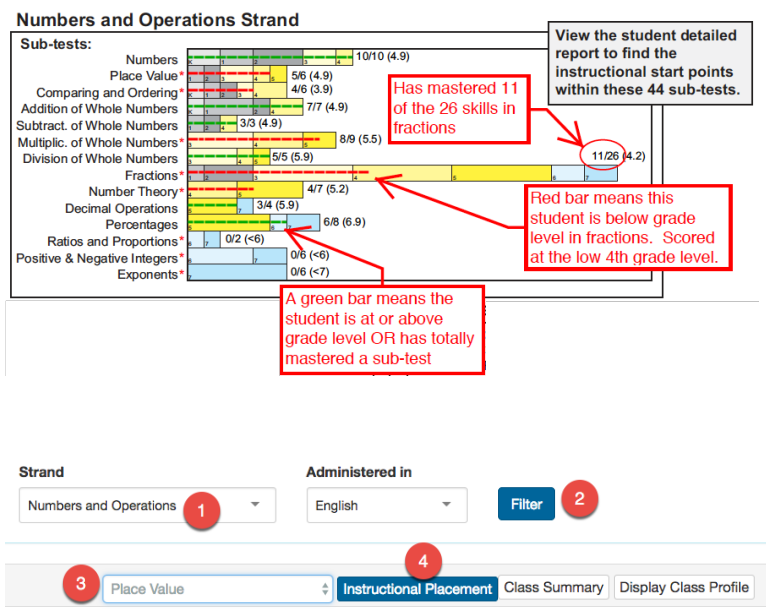 Numbers and Operations Strand
View the student detailed
report to find the
instructional start points
within these 44 sub-tests.
Sub-tests:
Numbers 10/10 (4.9)
Place Value* 5/6 (4.9)
Comparing and Ordering* 4/6 (3.9)
Addition of Whole Numbers 7/7 (4.9)
Subtract. of Whole Numbers 3/3 (4.9)
Multiplic. of Whole Numbers* 8/9 (5.5)
Division of Whole Numbers 5/5 (5.9)
Fractions* 11/26 (4.2)
Number Theory* 4/7 (5.2)
Decimal Operations 3/4 (5.9)
Percentages 6/8 (6.9)
Ratios and Proportions* 0/2 (<6)
Positive & Negative Integers* 0/6 (<6)
Exponents* 0/6 (<7)
Has mastered 11
of the 26 skills in
fractions
Red bar means this
student is below grade
level in fractions. Scored
at the low 4th grade level.
A green bar means the
student is at or above
grade level OR has totally
mastered a sub-test
Strand
Administered in
Numbers and Operations 1
English
Filter 2
4
3 Place Value
Instructional Placement
Class Summary
Display Class Profile